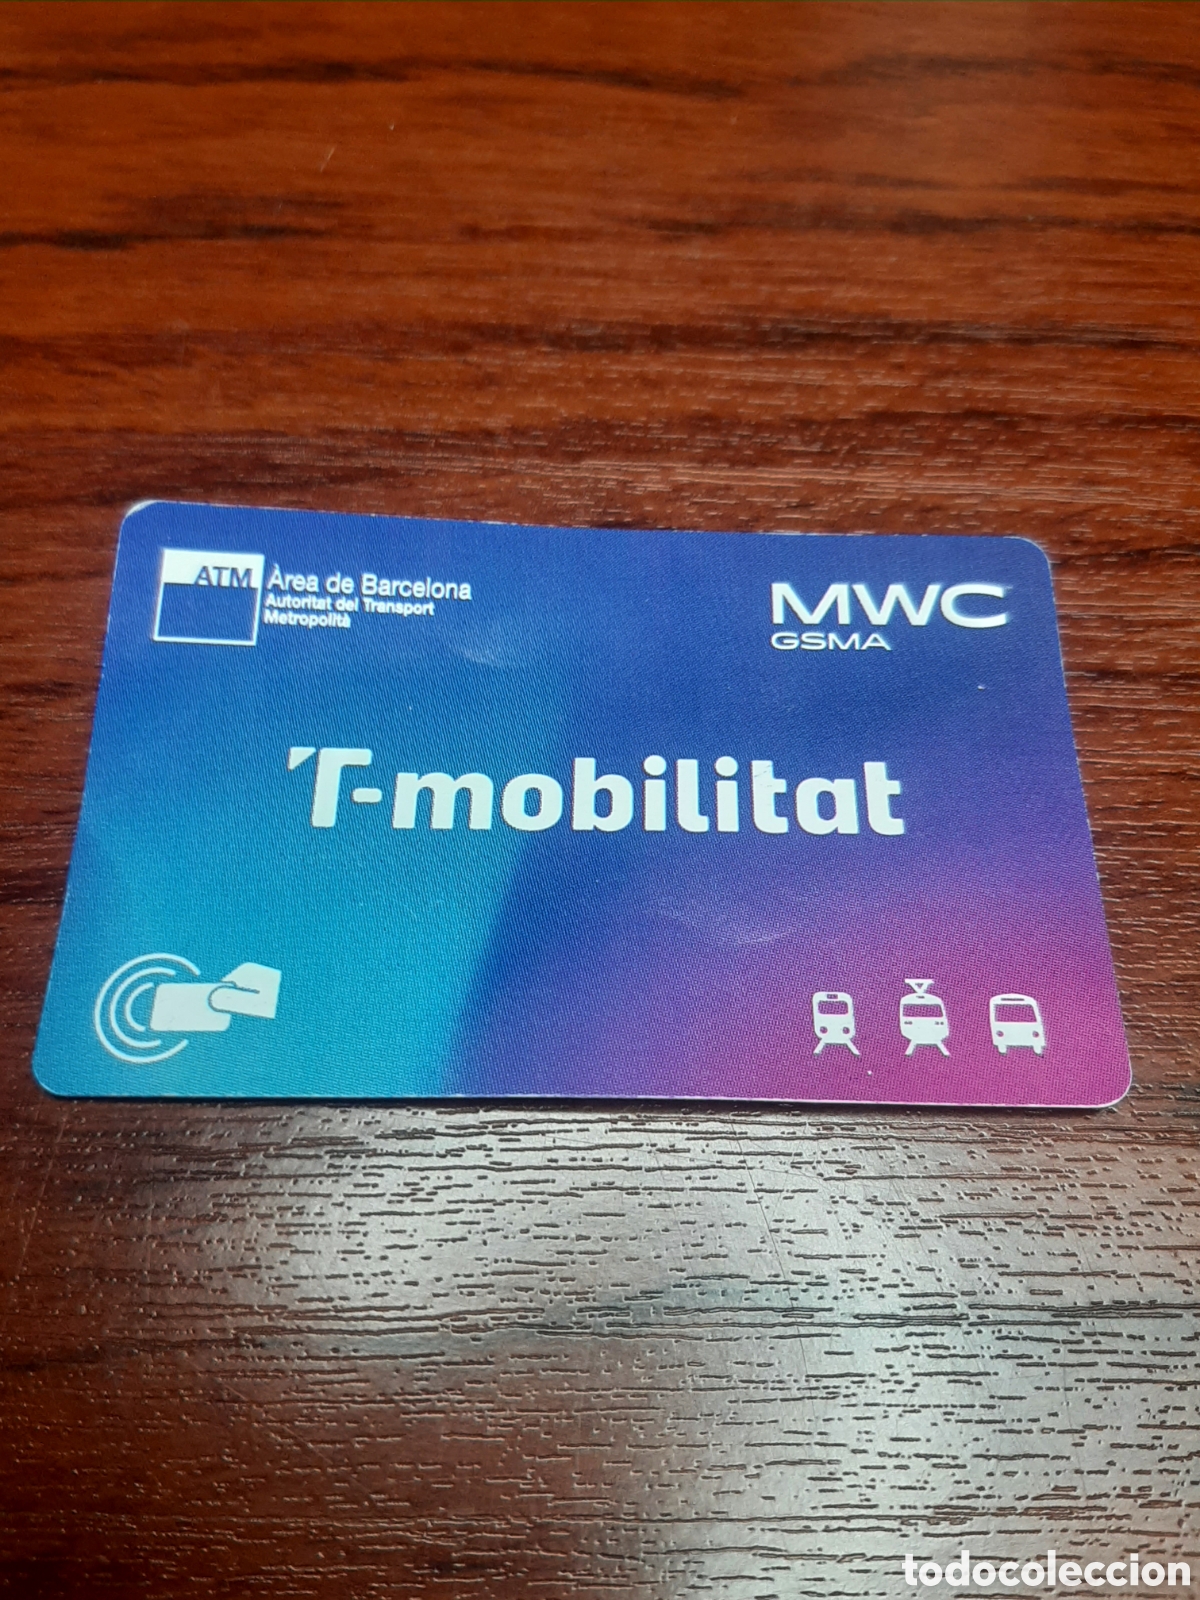 ATM
Àrea de Barcelona
Autoritat del Transport
Metropolità
MWC
GSMA
T-mobilitat
todocoleccion